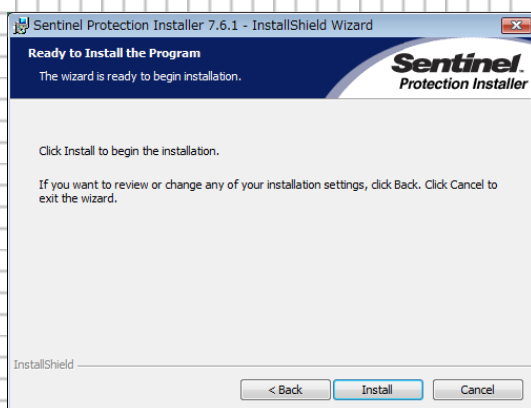 Sentinel Protection Installer 7.6.1 - InstallShield Wizard
Ready to Install the Program
The wizard is ready to begin installation.
Sentinel.
Protection Installer
Click Install to begin the installation.
If you want to review or change any of your installation settings, click Back. Click Cancel to
exit the wizard.
InstallShield
< Back
Install
Cancel